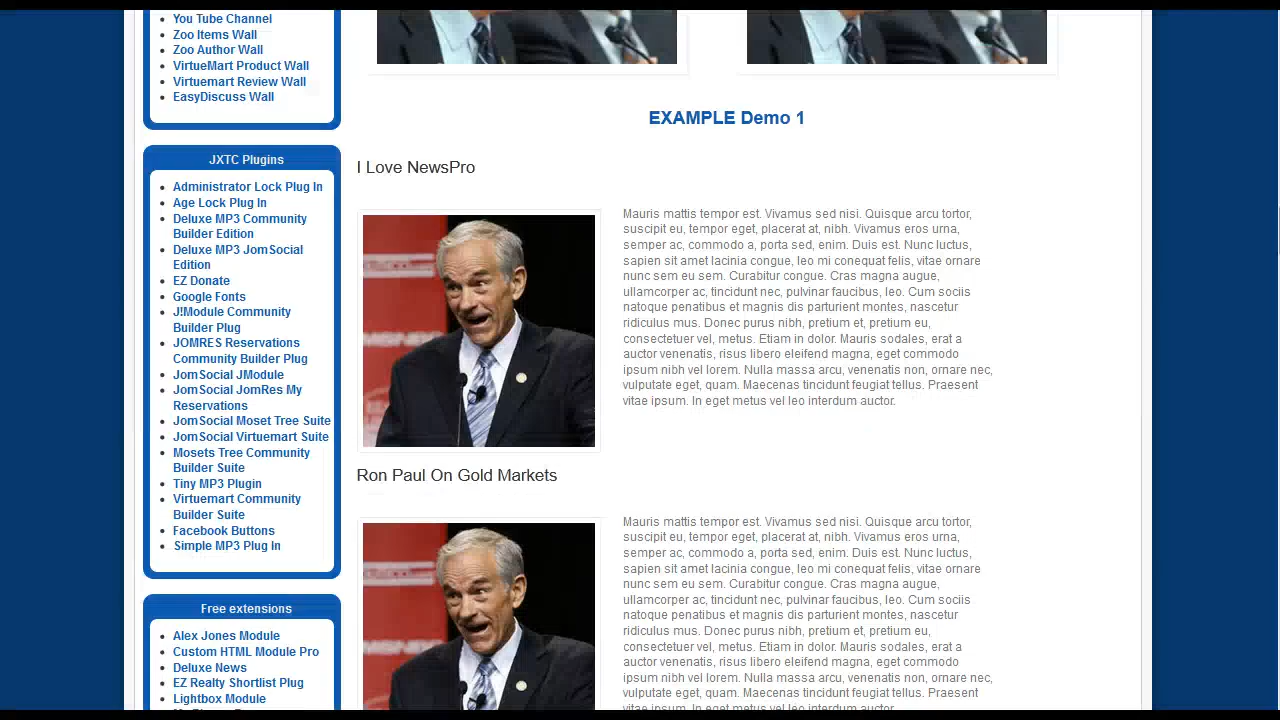 You Tube Channel
Zoo Items Wall
Zoo Author Wall
VirtueMart Product Wall
Virtuemart Review Wall
EasyDiscuss Wall
JXTC Plugins
Administrator Lock Plug In
Age Lock Plug In
Deluxe MP3 Community
Builder Edition
Deluxe MP3 JomSocial
Edition
EZ Donate
Google Fonts
J!Module Community
Builder Plug
JOMRES Reservations
Community Builder Plug
JomSocial JModule
JomSocial JomRes My
Reservations
JomSocial Moset Tree Suite
JomSocial Virtuemart Suite
Mosets Tree Community
Builder Suite
Tiny MP3 Plugin
Virtuemart Community
Builder Suite
Facebook Buttons
Simple MP3 Plug In
Free extensions
Alex Jones Module
Custom HTML Module Pro
Deluxe News
EZ Realty Shortlist Plug
Lightbox Module
EXAMPLE Demo 1
I Love NewsPro
Mauris mattis tempor est. Vivamus sed nisi. Quisque arcu tortor,
suscipit eu, tempor eget, placerat at, nibh. Vivamus eros urna,
semper ac, commodo a, porta sed, enim. Duis est. Nunc luctus,
sapien sit amet lacinia congue, leo mi conequat felis, vitae ornare
nunc sem eu sem. Curabitur congue. Cras magna augue,
ullamcorper ac, tincidunt nec, pulvinar faucibus, leo. Cum sociis
natoque penatibus et magnis dis parturient montes, nascetur
ridiculus mus. Donec purus nibh, pretium et, pretium eu,
consectetuer vel, metus. Etiam in dolor. Mauris sodales, erat a
auctor venenatis, risus libero eleifend magna, eget commodo
ipsum nibh vel lorem. Nulla massa arcu, venenatis non, ornare nec,
vulputate eget, quam. Maecenas tincidunt feugiat tellus. Praesent
vitae ipsum. In eget metus vel leo interdum auctor.
Ron Paul On Gold Markets
Mauris mattis tempor est. Vivamus sed nisi. Quisque arcu tortor,
suscipit eu, tempor eget, placerat at, nibh. Vivamus eros urna,
semper ac, commodo a, porta sed, enim. Duis est. Nunc luctus,
sapien sit amet lacinia congue, leo mi conequat felis, vitae ornare
nunc sem eu sem. Curabitur congue. Cras magna augue,
ullamcorper ac, tincidunt nec, pulvinar faucibus, leo. Cum sociis
natoque penatibus et magnis dis parturient montes, nascetur
ridiculus mus. Donec purus nibh, pretium et, pretium eu,
consectetuer vel, metus. Etiam in dolor. Mauris sodales, erat a
auctor venenatis, risus libero eleifend magna, eget commodo
ipsum nibh vel lorem. Nulla massa arcu, venenatis non, ornare nec,
vulputate eget, quam. Maecenas tincidunt feugiat tellus. Praesent
vitae ipsum. In eget metus vel leo interdum auctor.